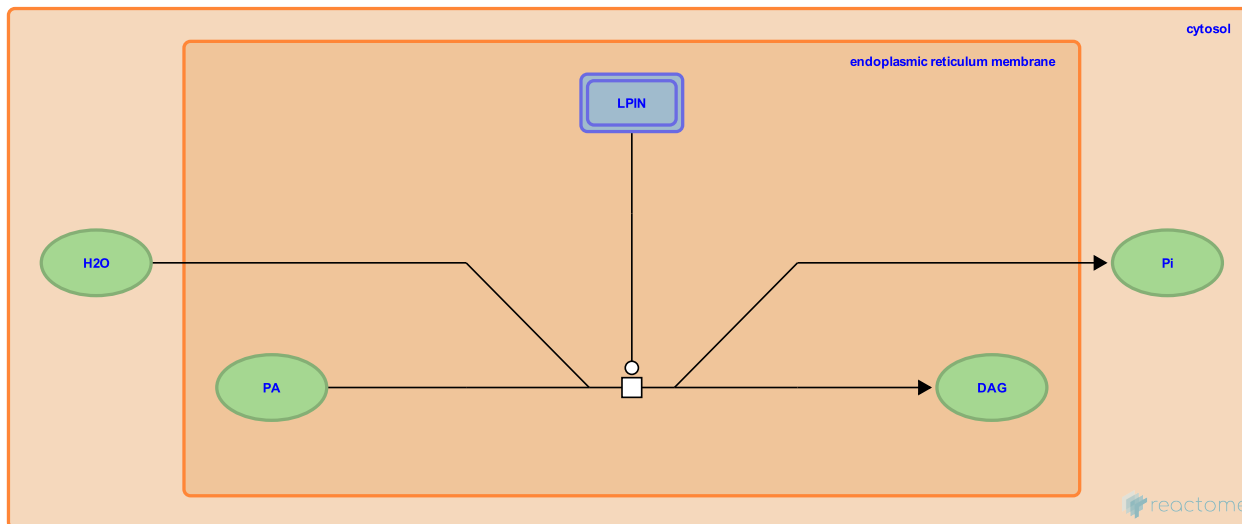 cytosol
endoplasmic reticulum membrane
LPIN
H2O
Pi
PA
DAG
reactome